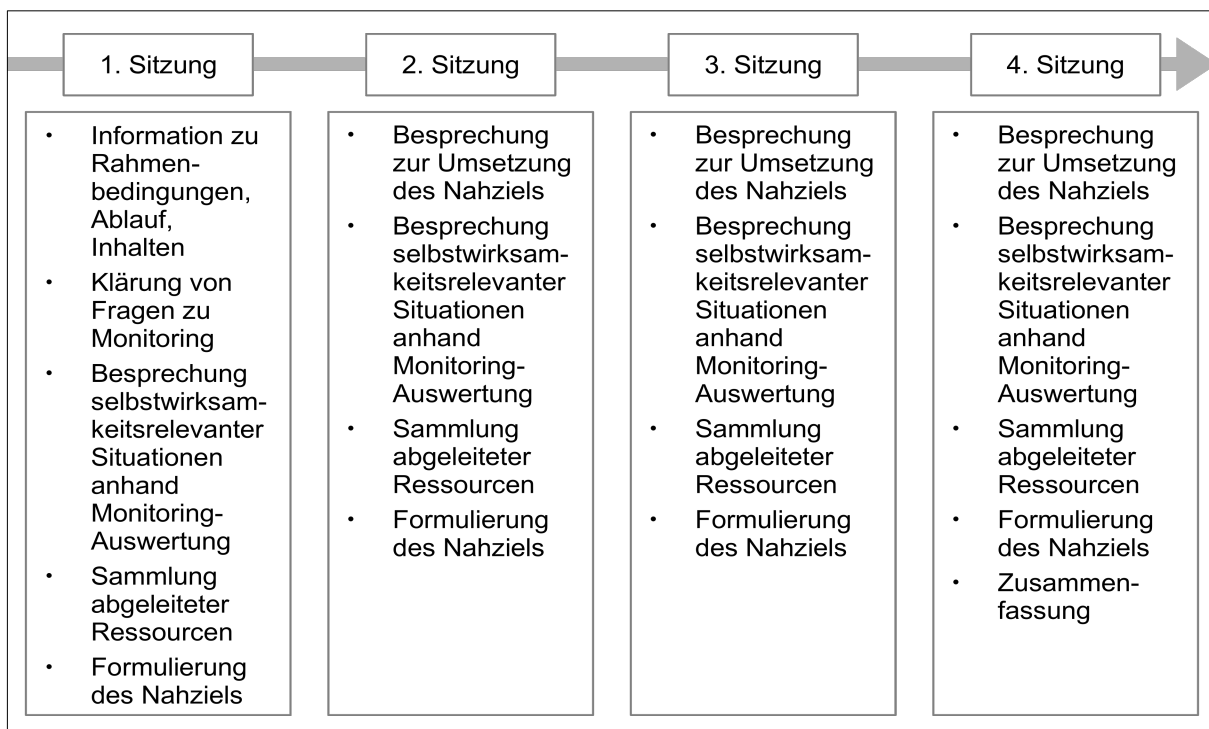 1. Sitzung
2. Sitzung
3. Sitzung
4. Sitzung
• Information zu
Rahmen-
bedingungen,
Ablauf,
Inhalten
• Klärung von
Fragen zu
Monitoring
• Besprechung
selbstwirksam-
keitsrelevanter
Situationen
anhand
Monitoring-
Auswertung
• Sammlung
abgeleiteter
Ressourcen
• Formulierung
des Nahziels
• Besprechung
zur Umsetzung
des Nahziels
• Besprechung
selbstwirksam-
keitsrelevanter
Situationen
anhand
Monitoring-
Auswertung
• Sammlung
abgeleiteter
Ressourcen
• Formulierung
des Nahziels
• Besprechung
zur Umsetzung
des Nahziels
• Besprechung
selbstwirksam-
keitsrelevanter
Situationen
anhand
Monitoring-
Auswertung
• Sammlung
abgeleiteter
Ressourcen
• Formulierung
des Nahziels
• Besprechung
zur Umsetzung
des Nahziels
• Besprechung
selbstwirksam-
keitsrelevanter
Situationen
anhand
Monitoring-
Auswertung
• Sammlung
abgeleiteter
Ressourcen
• Formulierung
des Nahziels
• Zusammen-
fassung